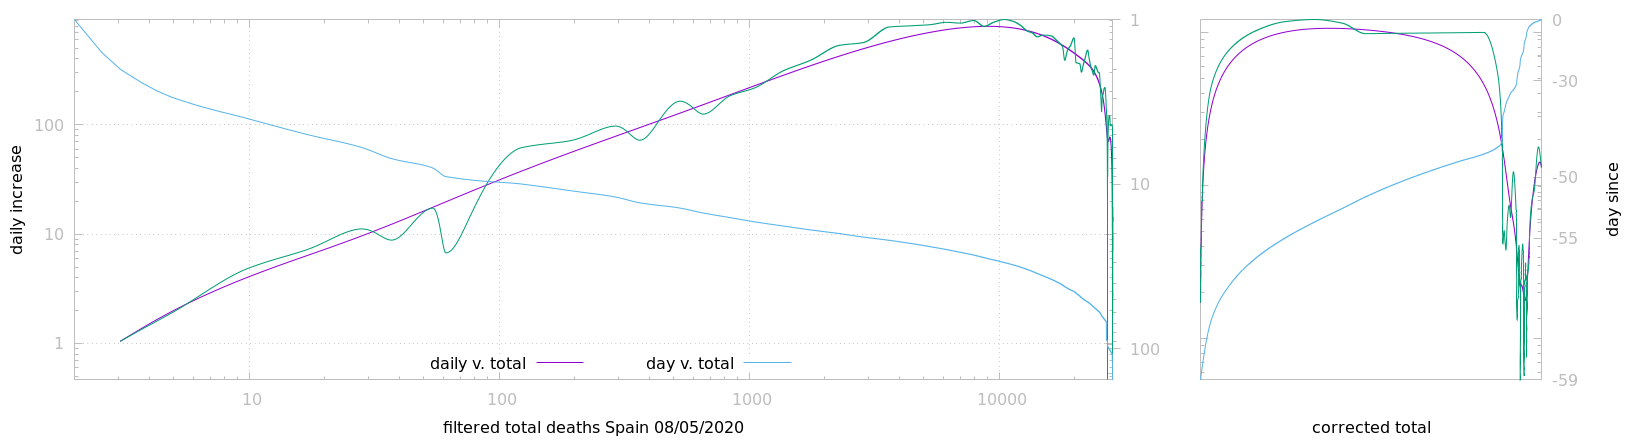 daily increase
100
10
1
daily v. total
day v. total
10
100
1000
10000
filtered total deaths Spain 08/05/2020
1
10
100
0
-30
-50
-55
-59
day since
corrected total